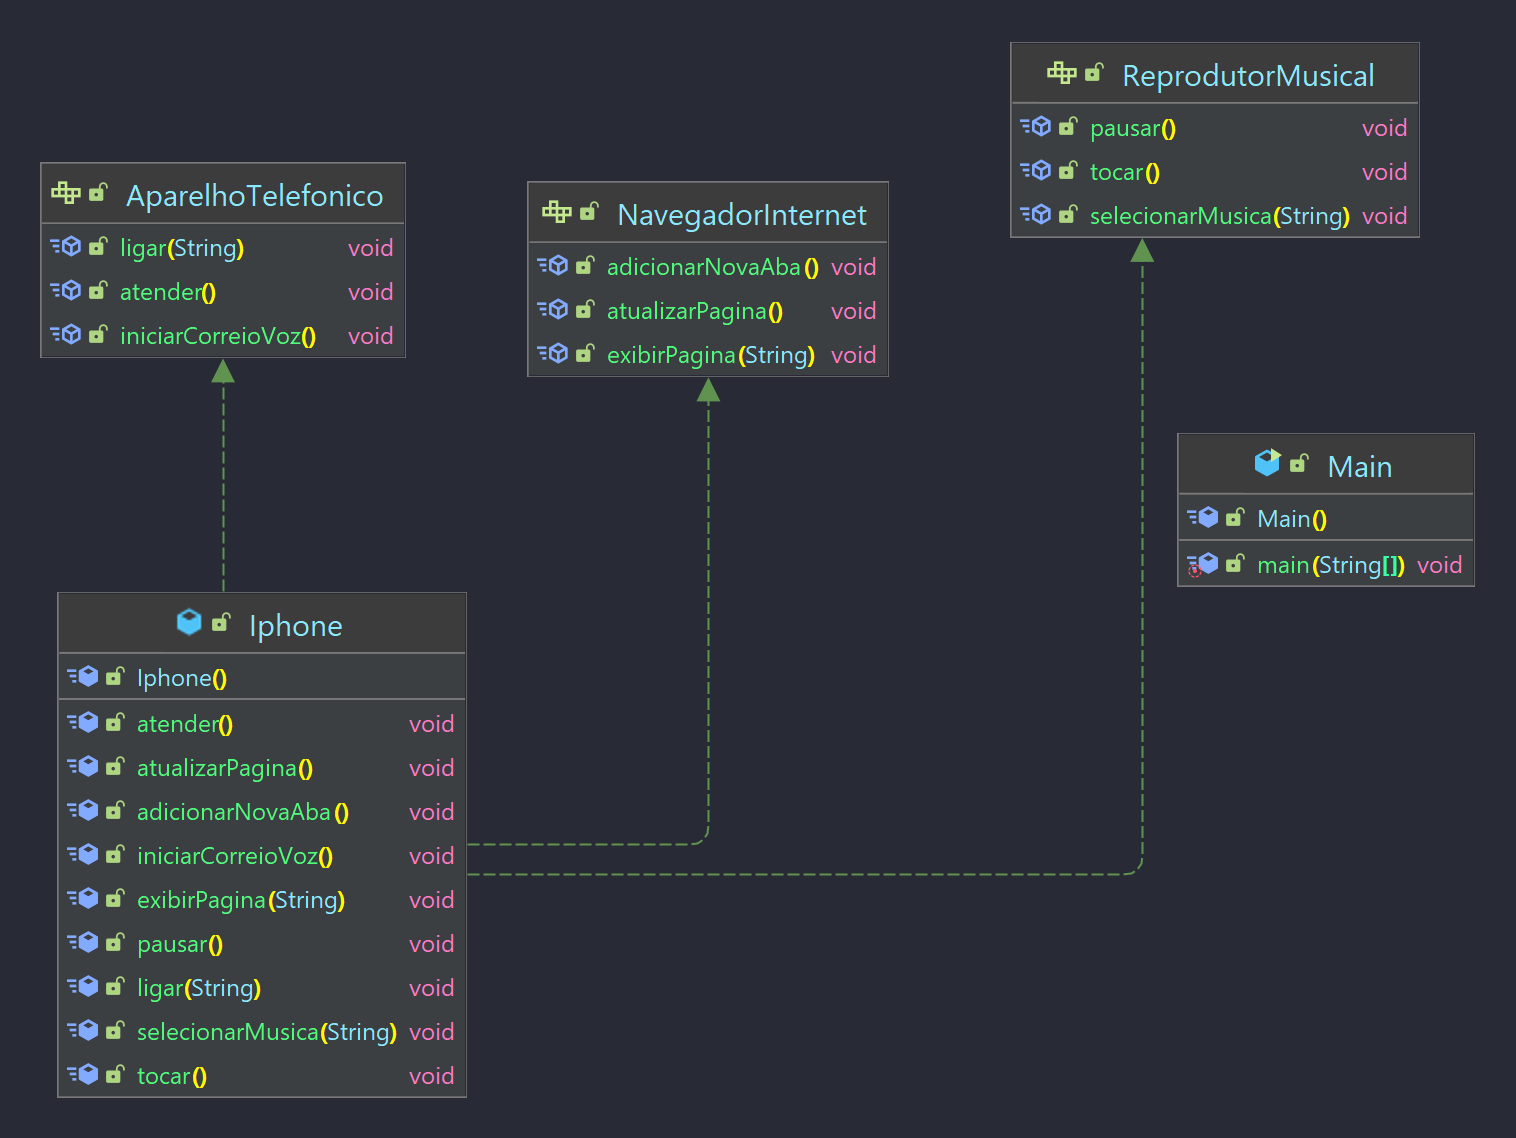 AparelhoTelefonico
ligar(String) void
atender() void
iniciarCorreioVoz() void
NavegadorInternet
adicionarNovaAba() void
atualizarPagina() void
exibirPagina(String) void
ReprodutorMusical
pausar() void
tocar() void
selecionarMusica(String) void
Main
Main()
main(String[]) void
Iphone
Iphone()
atender() void
atualizarPagina() void
adicionarNovaAba() void
iniciarCorreioVoz() void
exibirPagina(String) void
pausar() void
ligar(String) void
selecionarMusica(String) void
tocar() void